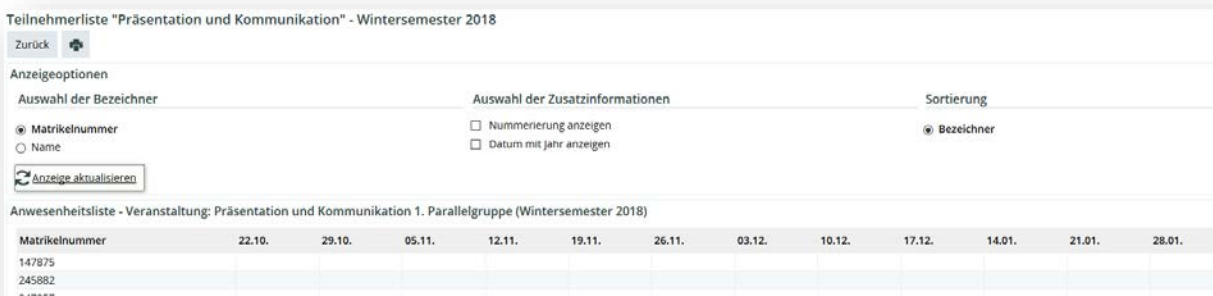 Teilnehmerliste "Präsentation und Kommunikation" - Wintersemester 2018
Zurück
Anzeigeoptionen
Auswahl der Bezeichner Auswahl der Zusatzinformationen Sortierung
Matrikelnummer Nummerierung anzeigen Bezeichner
Name Datum mit Jahr anzeigen
Anzeige aktualisieren
Anwesenheitsliste - Veranstaltung: Präsentation und Kommunikation 1. Parallelgruppe (Wintersemester 2018)
Matrikelnummer 22.10. 29.10. 05.11. 12.11. 19.11. 26.11. 03.12. 10.12. 17.12. 14.01. 21.01. 28.01.
147875
245882